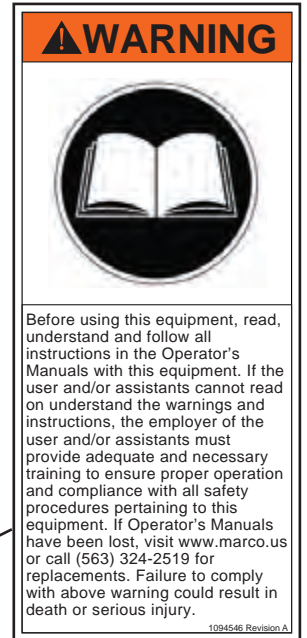 WARNING
Before using this equipment, read,
understand and follow all
instructions in the Operator's
Manuals with this equipment. If the
user and/or assistants cannot read
on understand the warnings and
instructions, the employer of the
user and/or assistants must
provide adequate and necessary
training to ensure proper operation
and compliance with all safety
procedures pertaining to this
equipment. If Operator's Manuals
have been lost, visit www.marco.us
or call (563) 324-2519 for
replacements. Failure to comply
with above warning could result in
death or serious injury.
1094546 Revision A